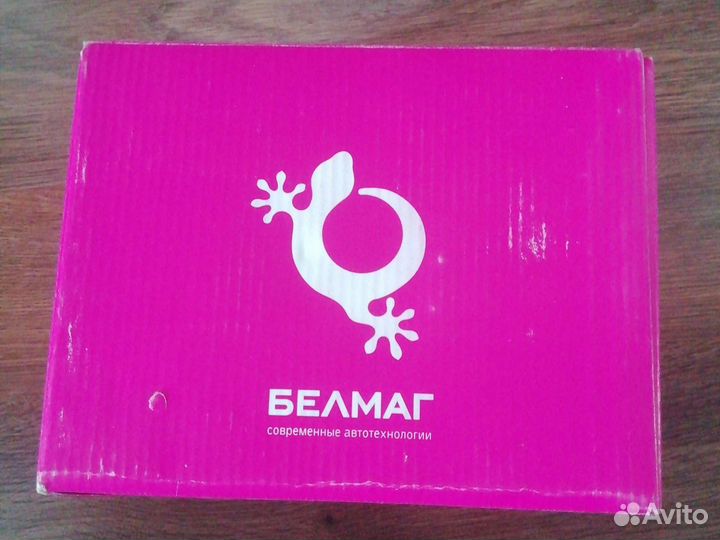 БЕЛМАГ
современные автотехнологии
Avito